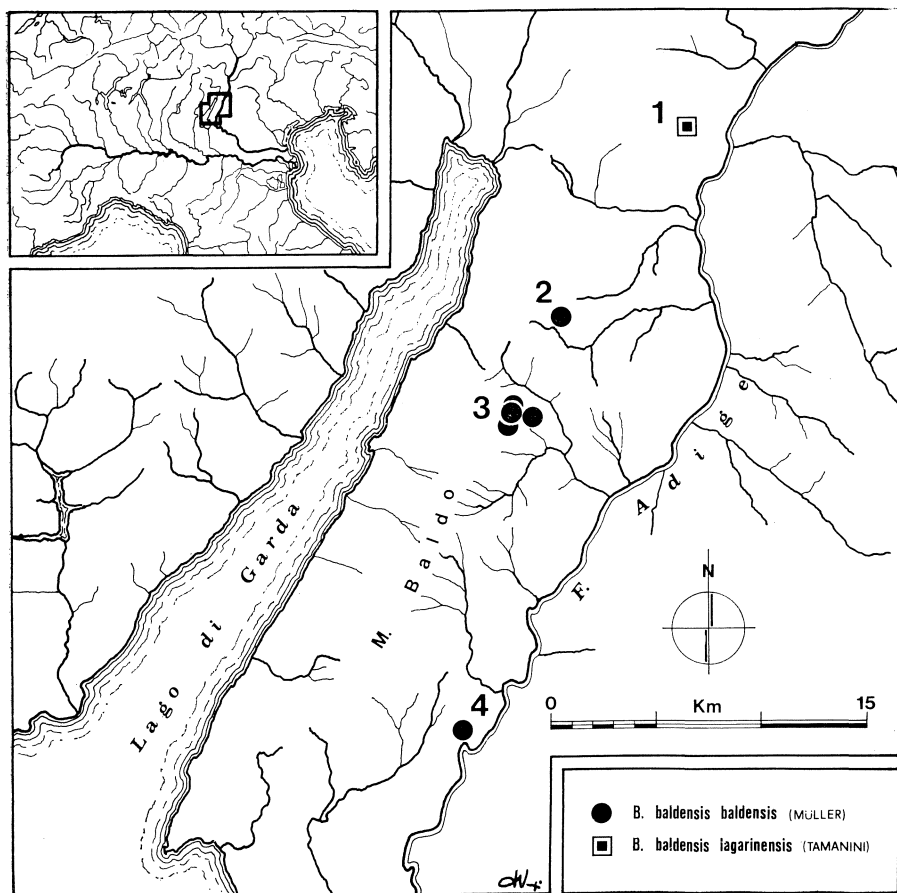 1
2
3
4
Lago di Garda
M. Baldo
F. Adige
N
0 Km 15
B. baldensis baldensis (MÜLLER)
B. baldensis lagarinensis (TAMANINI)